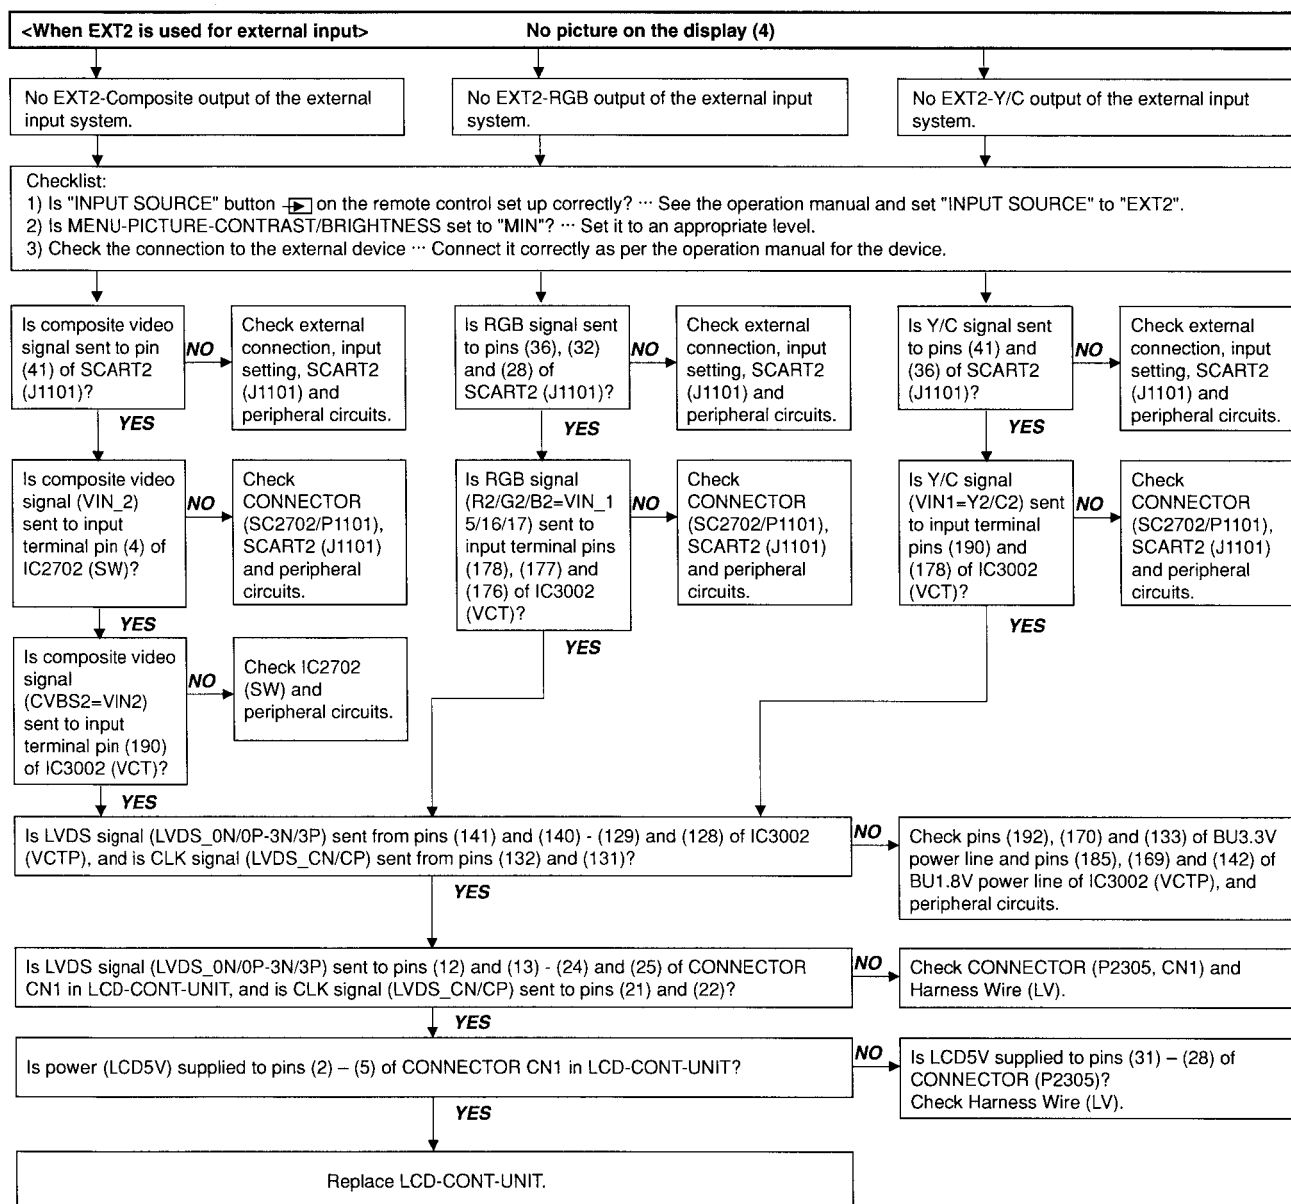 <When EXT2 is used for external input> No picture on the display (4)
No EXT2-Composite output of the external
input system.
No EXT2-RGB output of the external input
system.
No EXT2-Y/C output of the external input
system.
Checklist:
1) Is "INPUT SOURCE" button on the remote control set up correctly? ··· See the operation manual and set "INPUT SOURCE" to "EXT2".
2) Is MENU-PICTURE-CONTRAST/BRIGHTNESS set to "MIN"? ··· Set it to an appropriate level.
3) Check the connection to the external device ··· Connect it correctly as per the operation manual for the device.
Is composite video
signal sent to pin
(41) of SCART2
(J1101)?
NO
Check external
connection, input
setting, SCART2
(J1101) and
peripheral circuits.
YES
Is RGB signal sent
to pins (36), (32)
and (28) of
SCART2 (J1101)?
NO
Check external
connection, input
setting, SCART2
(J1101) and
peripheral circuits.
YES
Is Y/C signal sent
to pins (41) and
(36) of SCART2
(J1101)?
NO
Check external
connection, input
setting, SCART2
(J1101) and
peripheral circuits.
YES
Is composite video
signal (VIN_2)
sent to input
terminal pin (4) of
IC2702 (SW)?
NO
Check
CONNECTOR
(SC2702/P1101),
SCART2 (J1101)
and peripheral
circuits.
YES
Is RGB signal
(R2/G2/B2=VIN_1
5/16/17) sent to
input terminal pins
(178), (177) and
(176) of IC3002
(VCT)?
NO
Check
CONNECTOR
(SC2702/P1101),
SCART2 (J1101)
and peripheral
circuits.
YES
Is Y/C signal
(VIN1=Y2/C2) sent
to input terminal
pins (190) and
(178) of IC3002
(VCT)?
NO
Check
CONNECTOR
(SC2702/P1101),
SCART2 (J1101)
and peripheral
circuits.
YES
Is composite video
signal
(CVBS2=VIN2)
sent to input
terminal pin (190)
of IC3002 (VCT)?
NO
Check IC2702
(SW) and
peripheral circuits.
YES
Is LVDS signal (LVDS_0N/0P-3N/3P) sent from pins (141) and (140) - (129) and (128) of IC3002
(VCTP), and is CLK signal (LVDS_CN/CP) sent from pins (132) and (131)?
NO
Check pins (192), (170) and (133) of BU3.3V
power line and pins (185), (169) and (142) of
BU1.8V power line of IC3002 (VCTP), and
peripheral circuits.
YES
Is LVDS signal (LVDS_0N/0P-3N/3P) sent to pins (12) and (13) - (24) and (25) of CONNECTOR
CN1 in LCD-CONT-UNIT, and is CLK signal (LVDS_CN/CP) sent to pins (21) and (22)?
NO
Check CONNECTOR (P2305, CN1) and
Harness Wire (LV).
YES
Is power (LCD5V) supplied to pins (2) – (5) of CONNECTOR CN1 in LCD-CONT-UNIT?
NO
Is LCD5V supplied to pins (31) – (28) of
CONNECTOR (P2305)?
Check Harness Wire (LV).
YES
Replace LCD-CONT-UNIT.